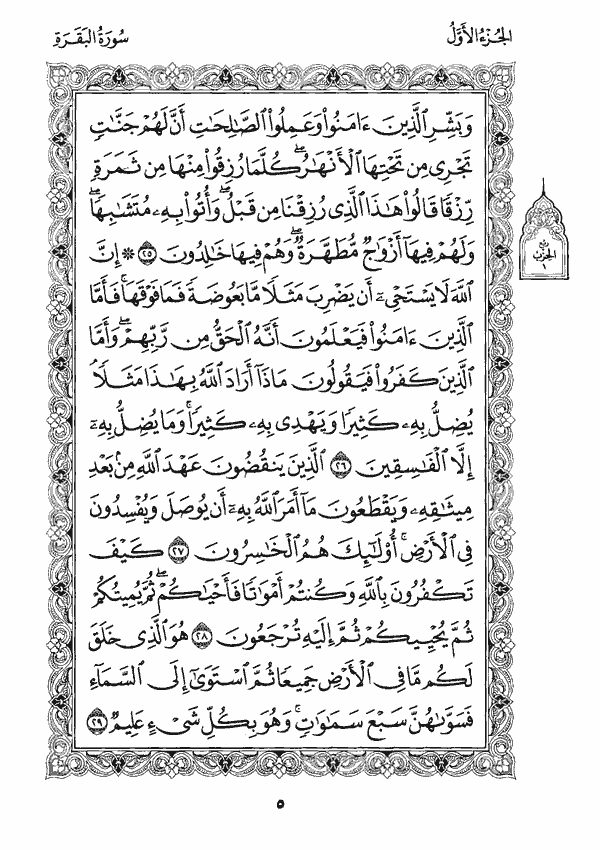 الجُزْءُ الأَوَّلُ
سُورَةُ البَقَرَةِ
وَبَشِّرِ ٱلَّذِينَ ءَامَنُواْ وَعَمِلُواْ ٱلصَّـٰلِحَـٰتِ أَنَّ لَهُمْ جَنَّـٰتٍ
تَجْرِى مِن تَحْتِهَا ٱلْأَنْهَـٰرُ ۖ كُلَّمَا رُزِقُواْ مِنْهَا مِن ثَمَرَةٍ
رِّزْقًا قَالُواْ هَـٰذَا ٱلَّذِى رُزِقْنَا مِن قَبْلُ ۖ وَأُتُواْ بِهِۦ مُتَشَـٰبِهًا ۖ
وَلَهُمْ فِيهَآ أَزْوَٰجٌ مُّطَهَّرَةٌ ۖ وَهُمْ فِيهَا خَـٰلِدُونَ ٢٥ ۞ إِنَّ
ٱللَّهَ لَا يَسْتَحْىِۦٓ أَن يَضْرِبَ مَثَلًا مَّا بَعُوضَةً فَمَا فَوْقَهَا ۚ فَأَمَّا
ٱلَّذِينَ ءَامَنُواْ فَيَعْلَمُونَ أَنَّهُ ٱلْحَقُّ مِن رَّبِّهِمْ ۖ وَأَمَّا
ٱلَّذِينَ كَفَرُواْ فَيَقُولُونَ مَاذَآ أَرَادَ ٱللَّهُ بِهَـٰذَا مَثَلًا ۘ
يُضِلُّ بِهِۦ كَثِيرًا وَيَهْدِى بِهِۦ كَثِيرًا ۚ وَمَا يُضِلُّ بِهِۦٓ
إِلَّا ٱلْفَـٰسِقِينَ ٢٦ ٱلَّذِينَ يَنقُضُونَ عَهْدَ ٱللَّهِ مِنۢ بَعْدِ
مِيثَـٰقِهِۦ وَيَقْطَعُونَ مَآ أَمَرَ ٱللَّهُ بِهِۦٓ أَن يُوصَلَ وَيُفْسِدُونَ
فِى ٱلْأَرْضِ ۚ أُوْلَـٰٓئِكَ هُمُ ٱلْخَـٰسِرُونَ ٢٧ كَيْفَ
تَكْفُرُونَ بِٱللَّهِ وَكُنتُمْ أَمْوَٰتًا فَأَحْيَـٰكُمْ ۖ ثُمَّ يُمِيتُكُمْ
ثُمَّ يُحْيِيكُمْ ثُمَّ إِلَيْهِ تُرْجَعُونَ ٢٨ هُوَ ٱلَّذِى خَلَقَ
لَكُم مَّا فِى ٱلْأَرْضِ جَمِيعًا ثُمَّ ٱسْتَوَىٰٓ إِلَى ٱلسَّمَآءِ
فَسَوَّىٰهُنَّ سَبْعَ سَمَـٰوَٰتٍ ۚ وَهُوَ بِكُلِّ شَىْءٍ عَلِيمٌ ٢٩
ربع
الحزب
١
٥